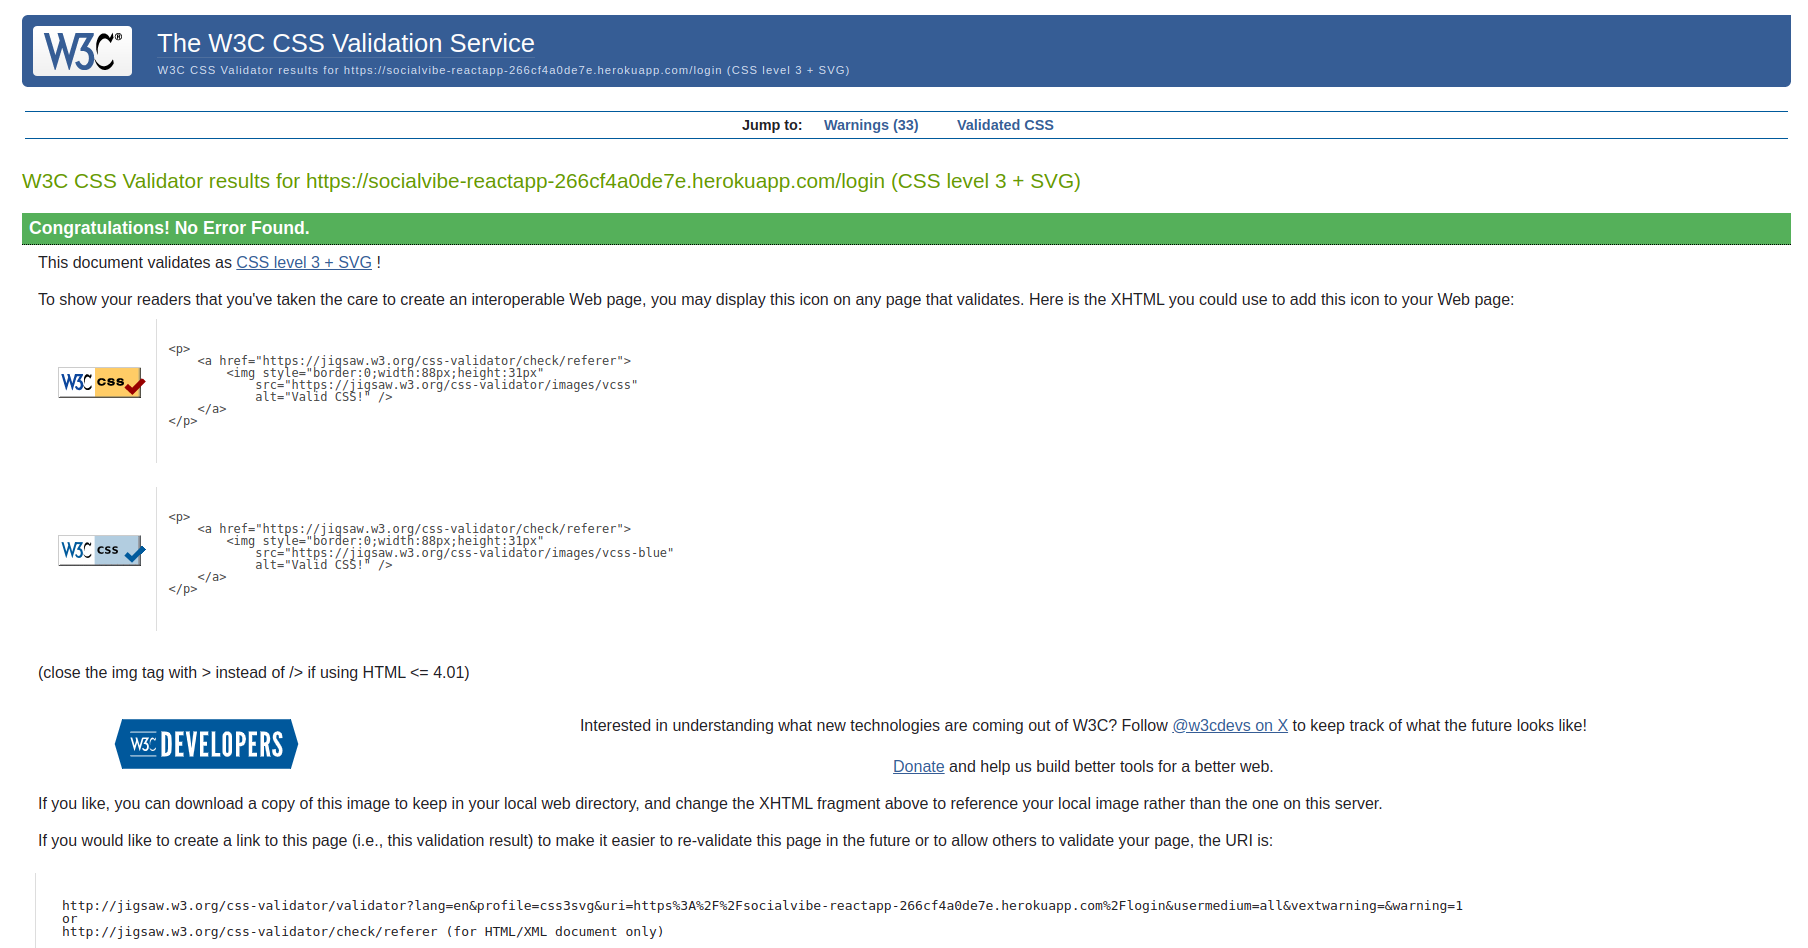 W3C®
The W3C CSS Validation Service
W3C CSS Validator results for https://socialvibe-reactapp-266cf4a0de7e.herokuapp.com/login (CSS level 3 + SVG)
Jump to: Warnings (33) Validated CSS
W3C CSS Validator results for https://socialvibe-reactapp-266cf4a0de7e.herokuapp.com/login (CSS level 3 + SVG)
Congratulations! No Error Found.
This document validates as CSS level 3 + SVG !
To show your readers that you've taken the care to create an interoperable Web page, you may display this icon on any page that validates. Here is the XHTML you could use to add this icon to your Web page:
W3C css
<p>
<a href="https://jigsaw.w3.org/css-validator/check/referer">
<img style="border:0;width:88px;height:31px"
src="https://jigsaw.w3.org/css-validator/images/vcss"
alt="Valid CSS!" />
</a>
</p>
W3C css
<p>
<a href="https://jigsaw.w3.org/css-validator/check/referer">
<img style="border:0;width:88px;height:31px"
src="https://jigsaw.w3.org/css-validator/images/vcss-blue"
alt="Valid CSS!" />
</a>
</p>
(close the img tag with > instead of /> if using HTML <= 4.01)
W3C DEVELOPERS
Interested in understanding what new technologies are coming out of W3C? Follow @w3cdevs on X to keep track of what the future looks like!
Donate and help us build better tools for a better web.
If you like, you can download a copy of this image to keep in your local web directory, and change the XHTML fragment above to reference your local image rather than the one on this server.
If you would like to create a link to this page (i.e., this validation result) to make it easier to re-validate this page in the future or to allow others to validate your page, the URI is:
http://jigsaw.w3.org/css-validator/validator?lang=en&profile=css3svg&uri=https%3A%2F%2Fsocialvibe-reactapp-266cf4a0de7e.herokuapp.com%2Flogin&usermedium=all&vextwarning=&warning=1
or
http://jigsaw.w3.org/css-validator/check/referer (for HTML/XML document only)